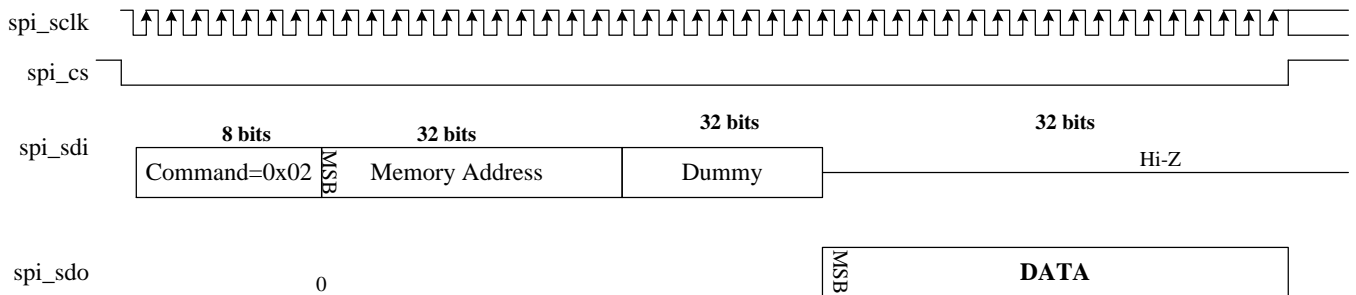 spi_sclk
spi_cs
8 bits 32 bits 32 bits 32 bits
spi_sdi
Command=0x02 MSB Memory Address Dummy Hi-Z
spi_sdo 0 MSB DATA